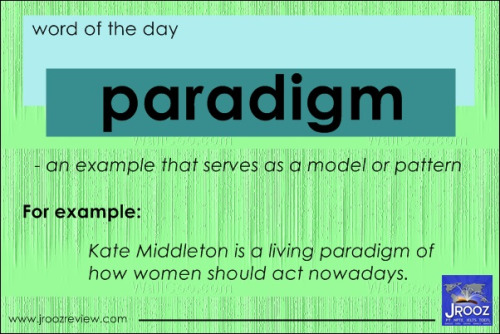 word of the day
paradigm
- an example that serves as a model or pattern
For example:
Kate Middleton is a living paradigm of
how women should act nowadays.
www.jroozreview.com
JROOZ